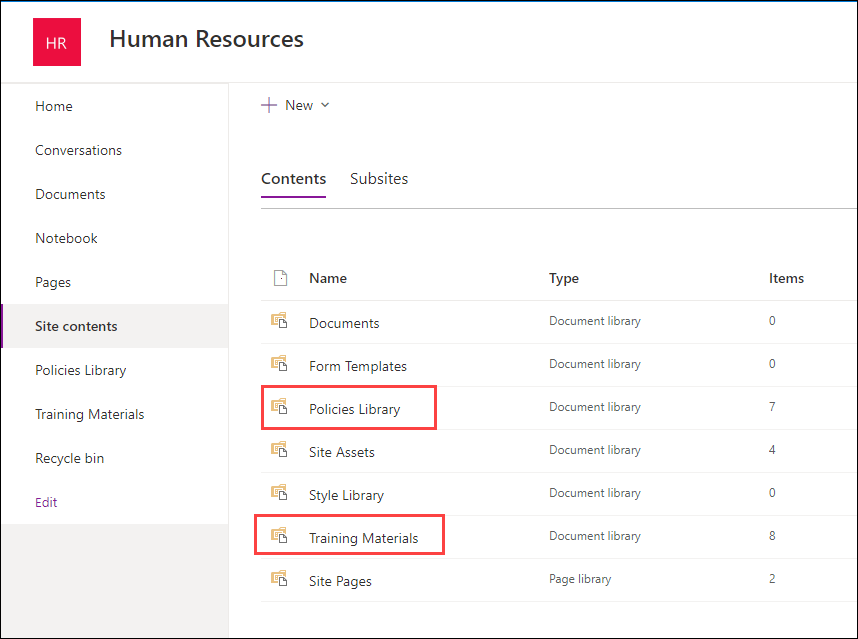 HR
Human Resources
Home
Conversations
Documents
Notebook
Pages
Site contents
Policies Library
Training Materials
Recycle bin
Edit
New
Contents Subsites
Name Type Items
Documents Document library 0
Form Templates Document library 0
Policies Library Document library 7
Site Assets Document library 4
Style Library Document library 0
Training Materials Document library 8
Site Pages Page library 2